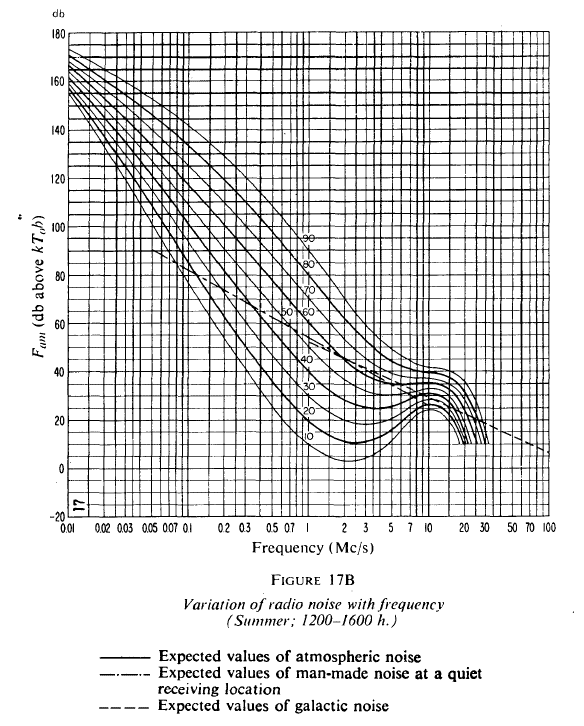 db
180
160
140
120
100
80
60
40
20
0
-20
F_am (db above kT₀b)
90
80
70
60
50
40
30
20
10
17
0.01 0.02 0.03 0.05 0.07 0.1 0.2 0.3 0.5 0.7 1 2 3 5 7 10 20 30 50 70 100
Frequency (Mc/s)
FIGURE 17B
Variation of radio noise with frequency
(Summer; 1200–1600 h.)
Expected values of atmospheric noise
Expected values of man-made noise at a quiet
receiving location
Expected values of galactic noise